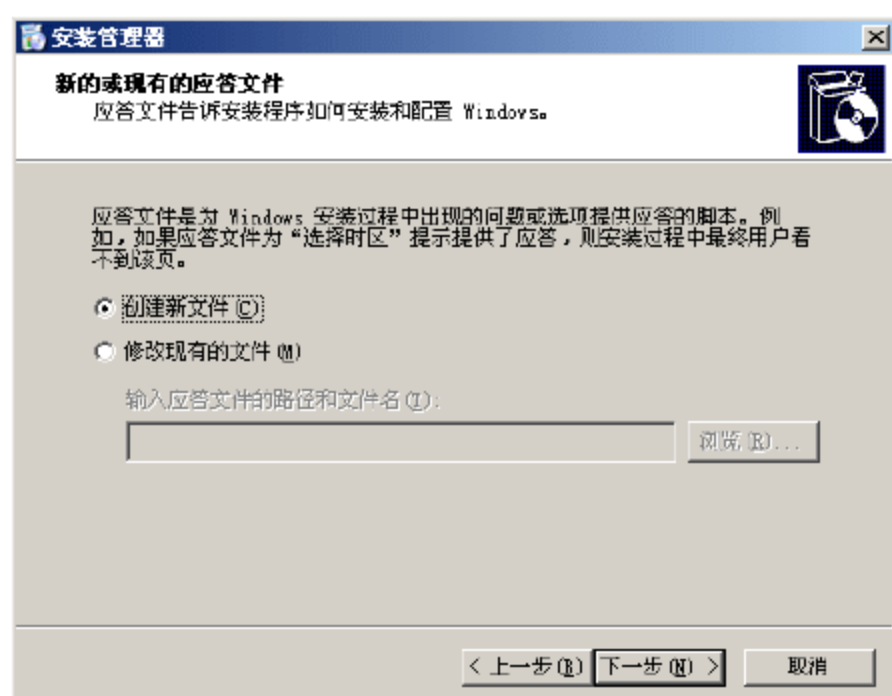 安装管理器
新的或现有的应答文件
应答文件告诉安装程序如何安装和配置 Windows。
应答文件是为 Windows 安装过程中出现的问题或选项提供应答的脚本。例
如，如果应答文件为“选择时区”提示提供了应答，则安装过程中最终用户看
不到该页。
创建新文件(C)
修改现有的文件(M)
输入应答文件的路径和文件名(I):
浏览(R)...
< 上一步(B) 下一步(N) > 取消